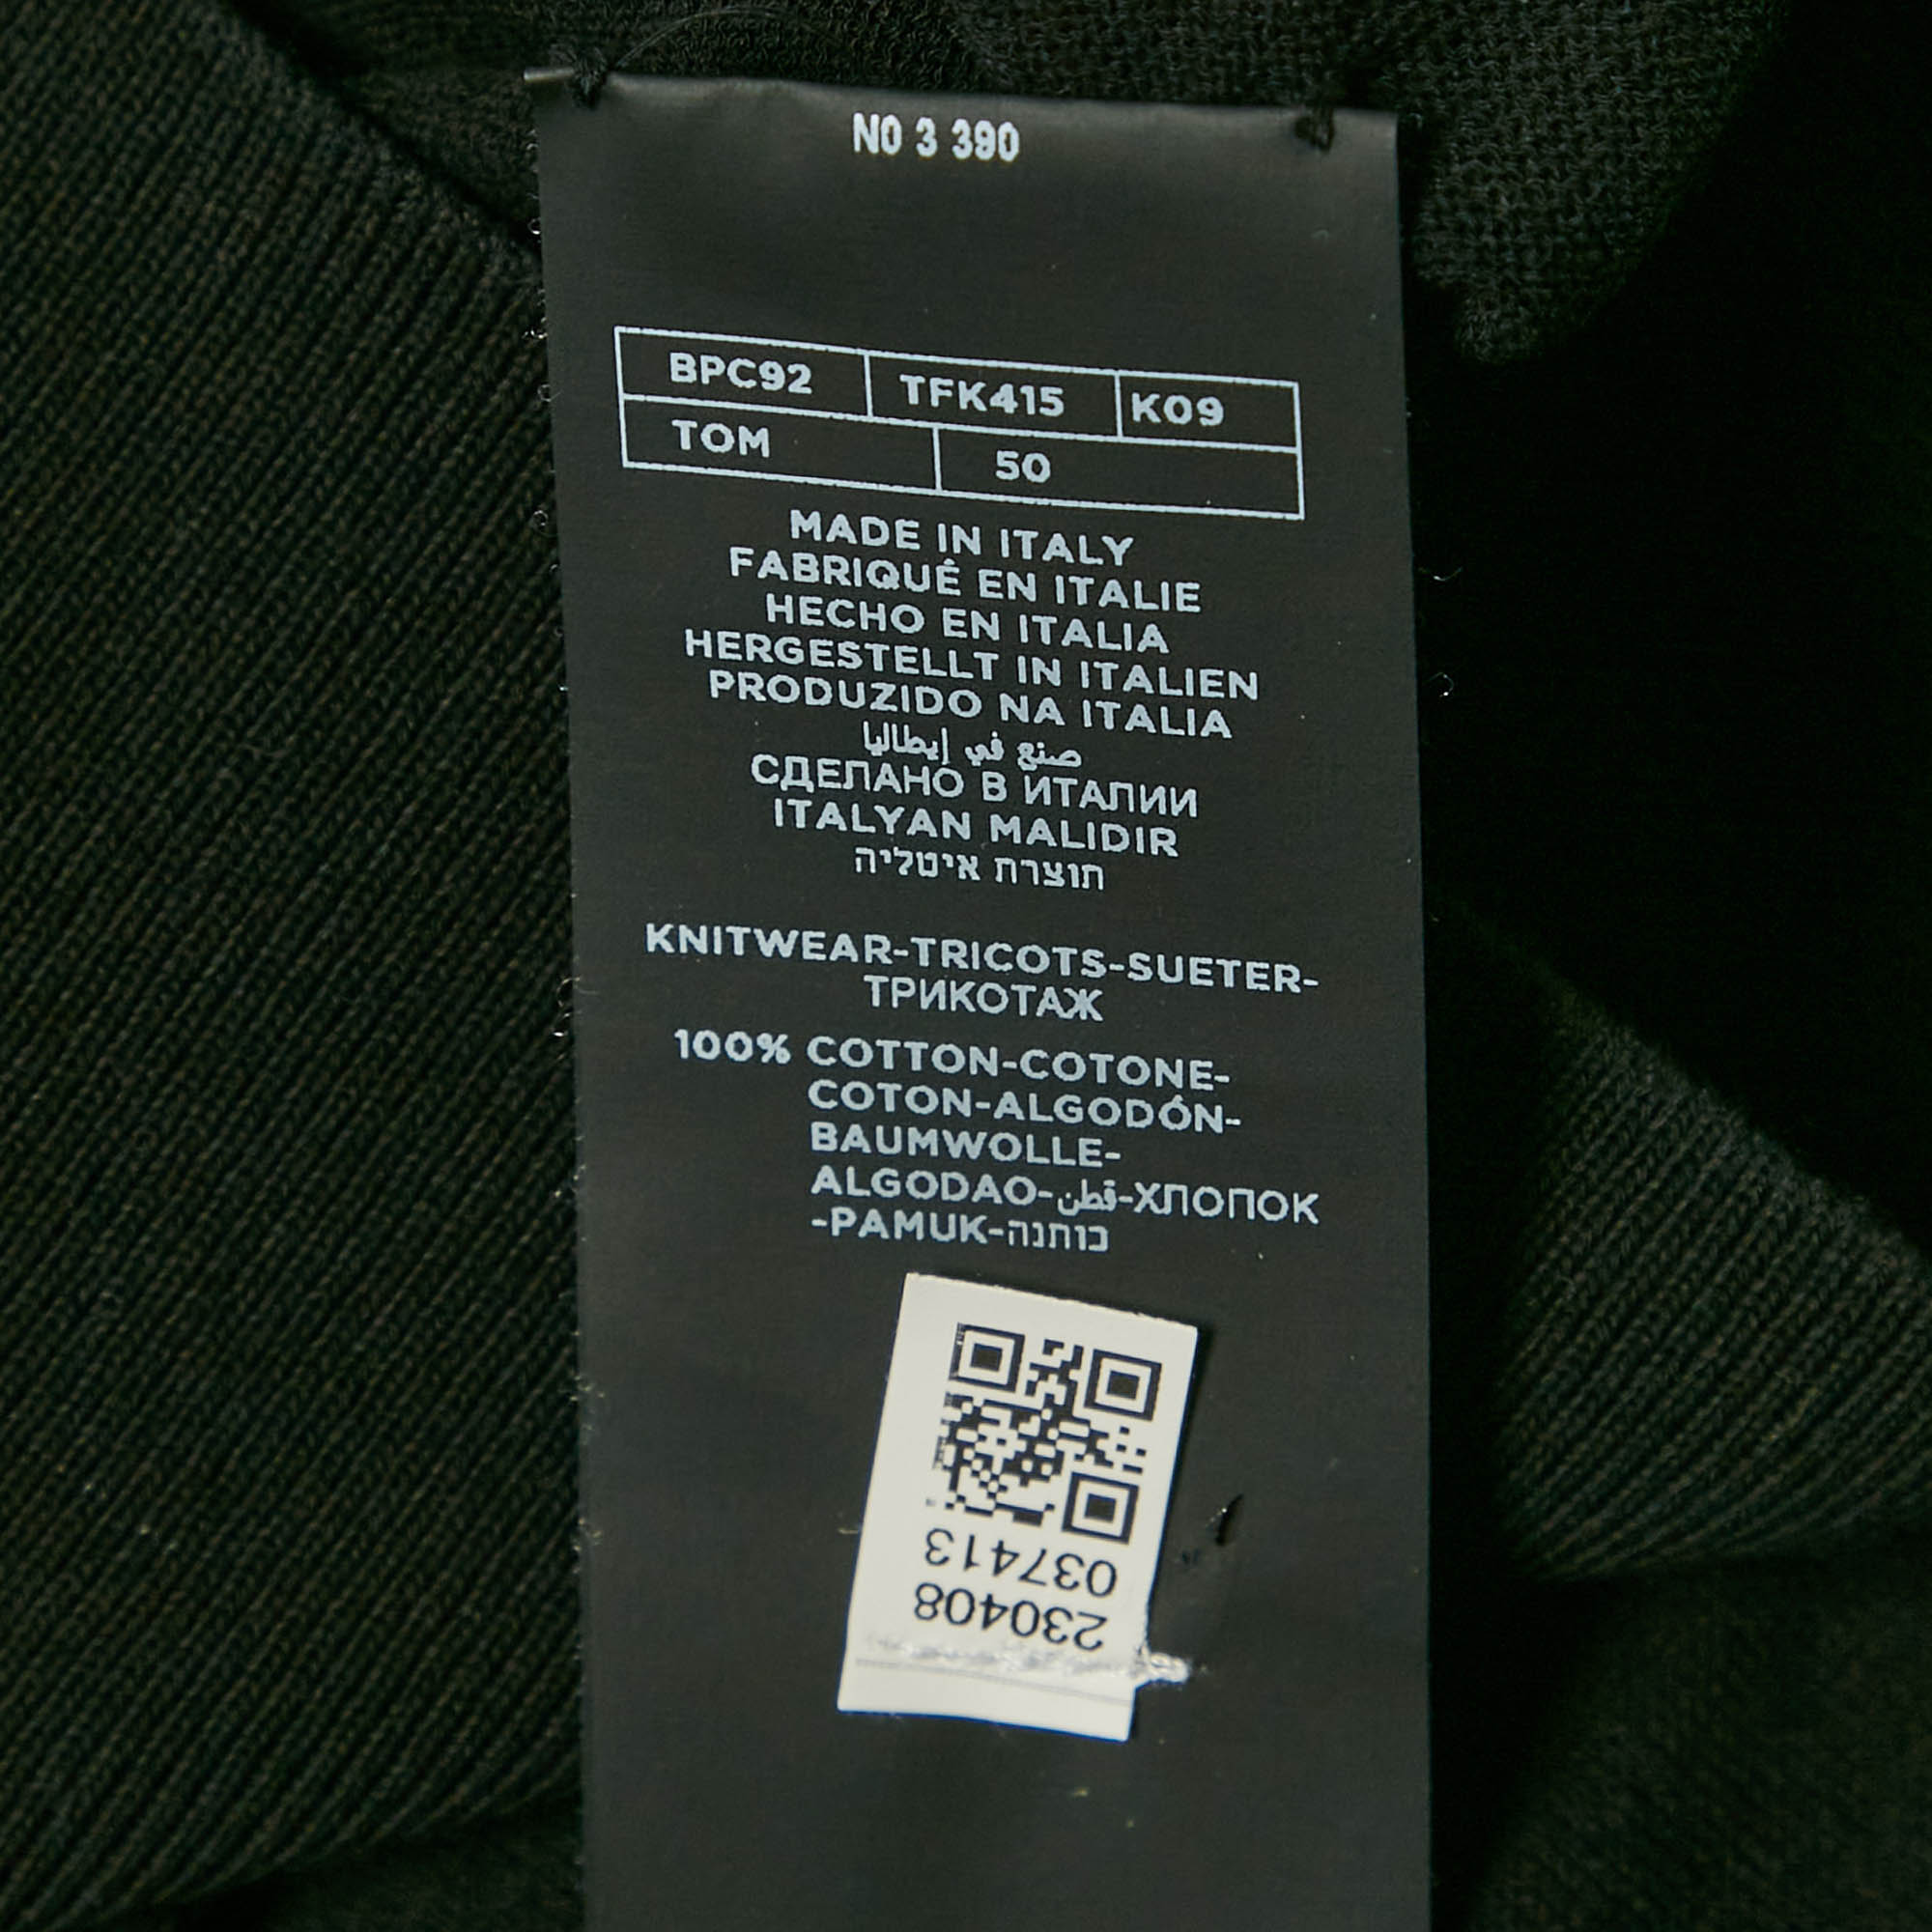 NO 3 390
BPC92 TFK415 K09
TOM 50
MADE IN ITALY
FABRIQUÉ EN ITALIE
HECHO EN ITALIA
HERGESTELLT IN ITALIEN
PRODUZIDO NA ITALIA
صنع في إيطاليا
СДЕЛАНО В ИТАЛИИ
ITALYAN MALIDIR
תוצרת איטליה
KNITWEAR-TRICOTS-SUETER-
ТРИКОТАЖ
100% COTTON-COTONE-
COTON-ALGODÓN-
BAUMWOLLE-
ALGODAO-قطن-ХЛОПОК
-PAMUK-כותנה
230408
037413